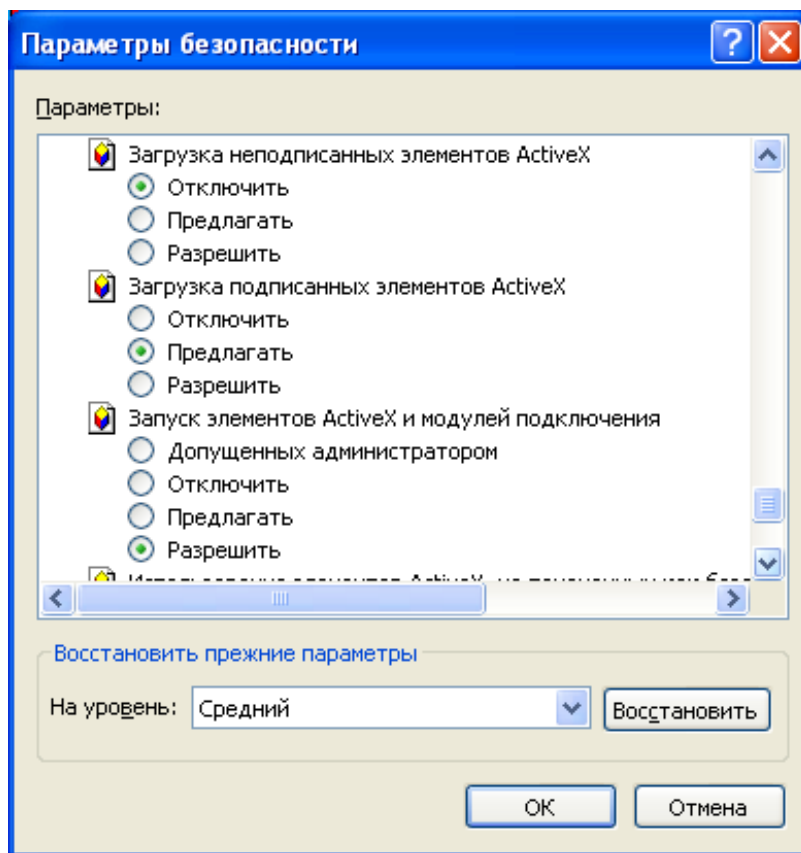 Параметры безопасности
Параметры:
Загрузка неподписанных элементов ActiveX
Отключить
Предлагать
Разрешить
Загрузка подписанных элементов ActiveX
Отключить
Предлагать
Разрешить
Запуск элементов ActiveX и модулей подключения
Допущенных администратором
Отключить
Предлагать
Разрешить
Восстановить прежние параметры
На уровень: Средний Восстановить
ОК Отмена